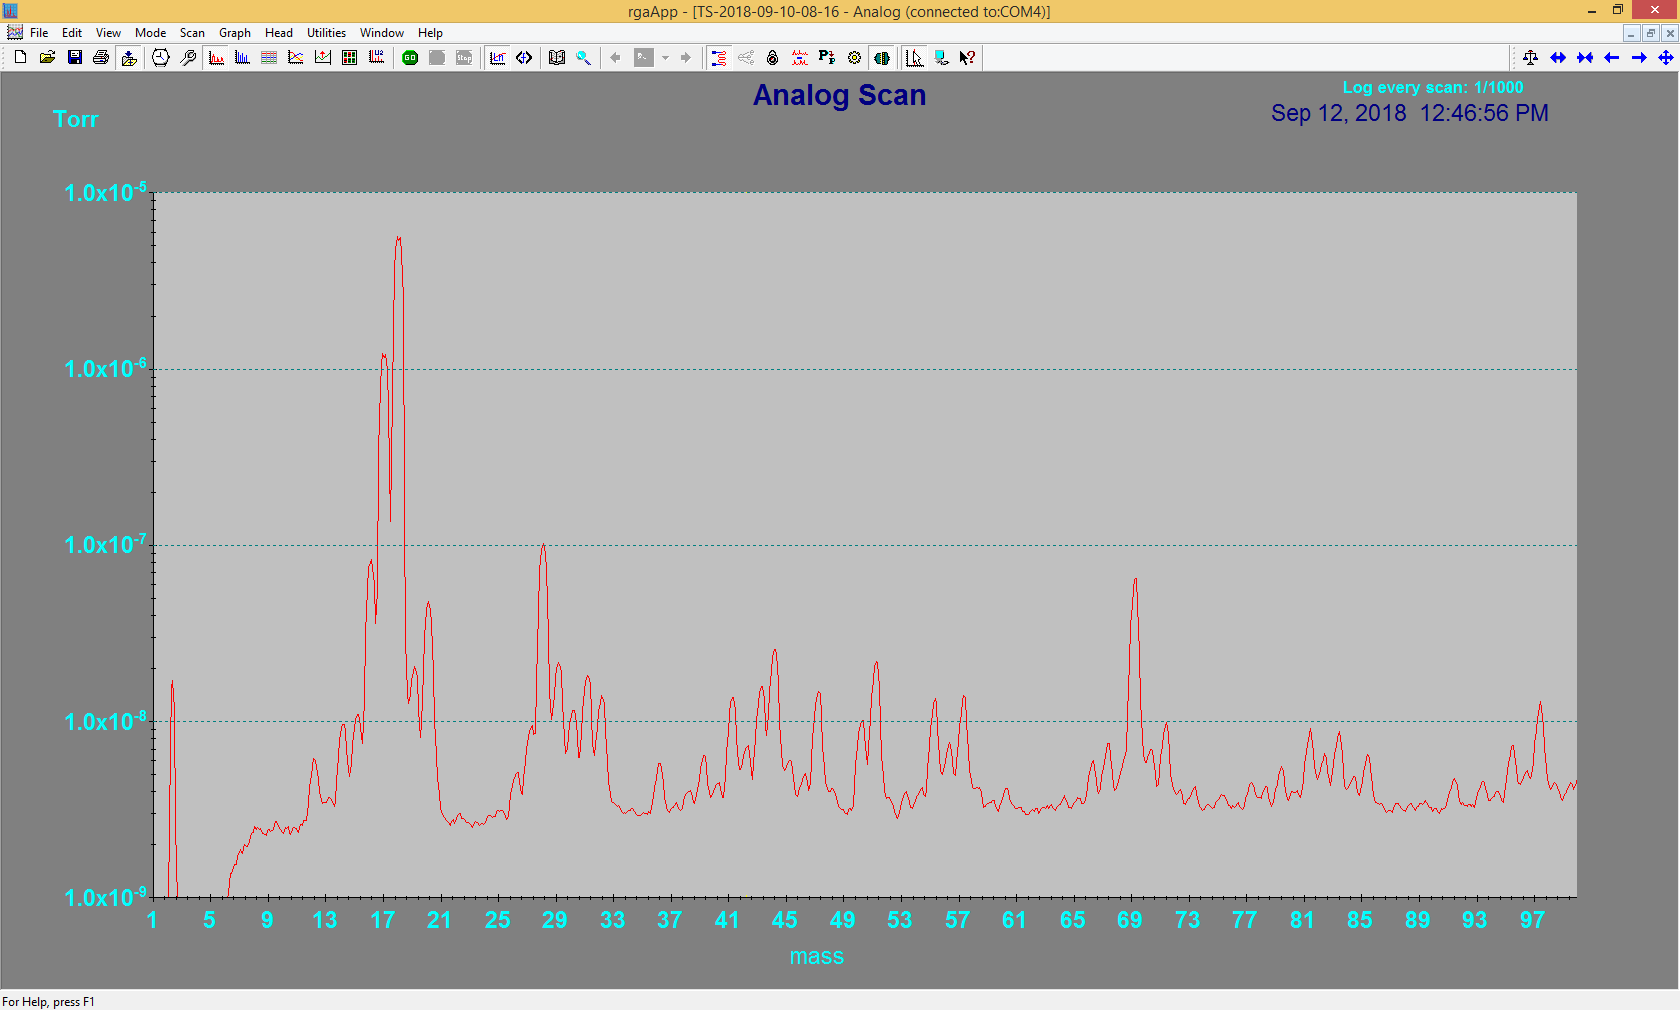 rgaApp - [TS-2018-09-10-08-16 - Analog (connected to:COM4)]
File Edit View Mode Scan Graph Head Utilities Window Help
GO Stop
Analog Scan
Log every scan: 1/1000
Sep 12, 2018 12:46:56 PM
Torr
1.0x10-5
1.0x10-6
1.0x10-7
1.0x10-8
1.0x10-9
1 5 9 13 17 21 25 29 33 37 41 45 49 53 57 61 65 69 73 77 81 85 89 93 97
mass
For Help, press F1